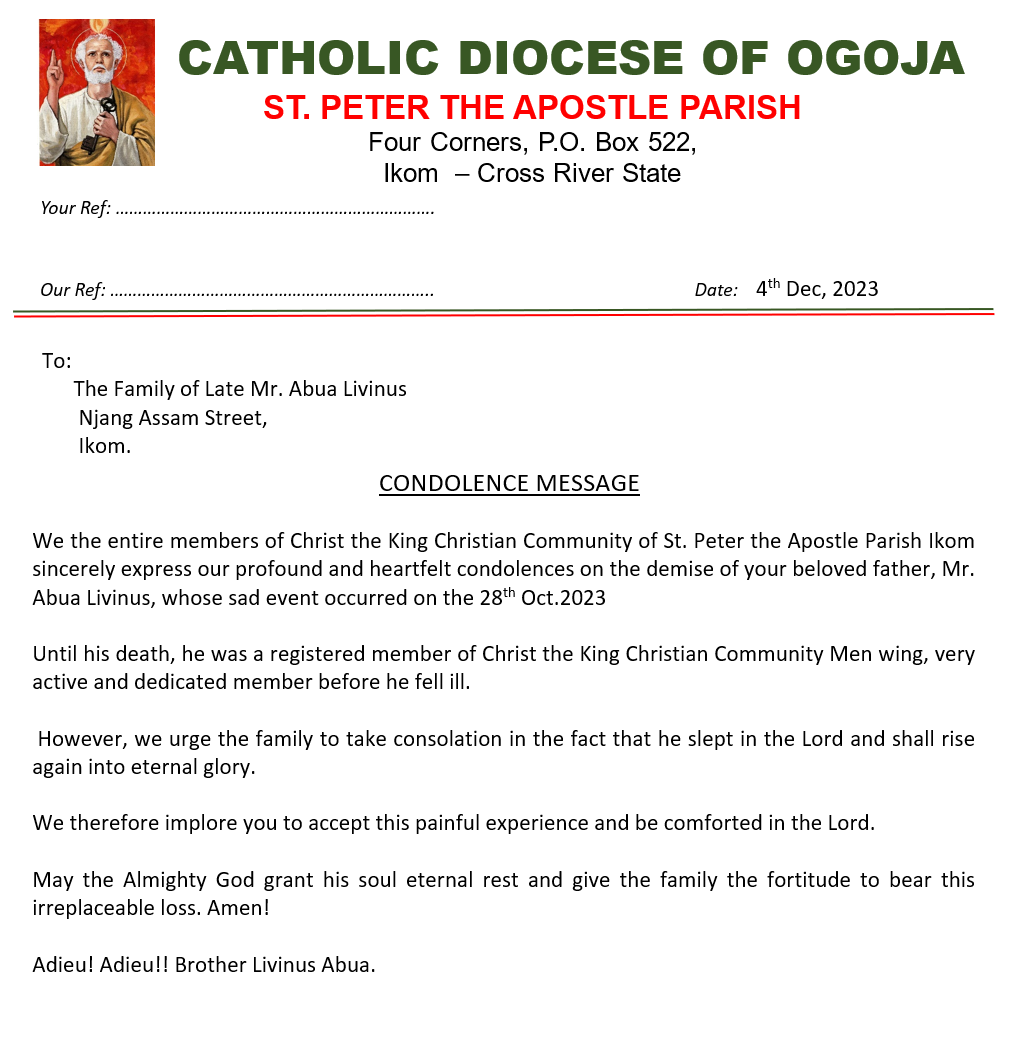 CATHOLIC DIOCESE OF OGOJA
ST. PETER THE APOSTLE PARISH
Four Corners, P.O. Box 522,
Ikom – Cross River State
Your Ref: …………………………………………………………….
Our Ref: ……………………………………………………………..
Date: 4th Dec, 2023
To:
The Family of Late Mr. Abua Livinus
Njang Assam Street,
Ikom.
CONDOLENCE MESSAGE
We the entire members of Christ the King Christian Community of St. Peter the Apostle Parish Ikom
sincerely express our profound and heartfelt condolences on the demise of your beloved father, Mr.
Abua Livinus, whose sad event occurred on the 28th Oct.2023
Until his death, he was a registered member of Christ the King Christian Community Men wing, very
active and dedicated member before he fell ill.
However, we urge the family to take consolation in the fact that he slept in the Lord and shall rise
again into eternal glory.
We therefore implore you to accept this painful experience and be comforted in the Lord.
May the Almighty God grant his soul eternal rest and give the family the fortitude to bear this
irreplaceable loss. Amen!
Adieu! Adieu!! Brother Livinus Abua.